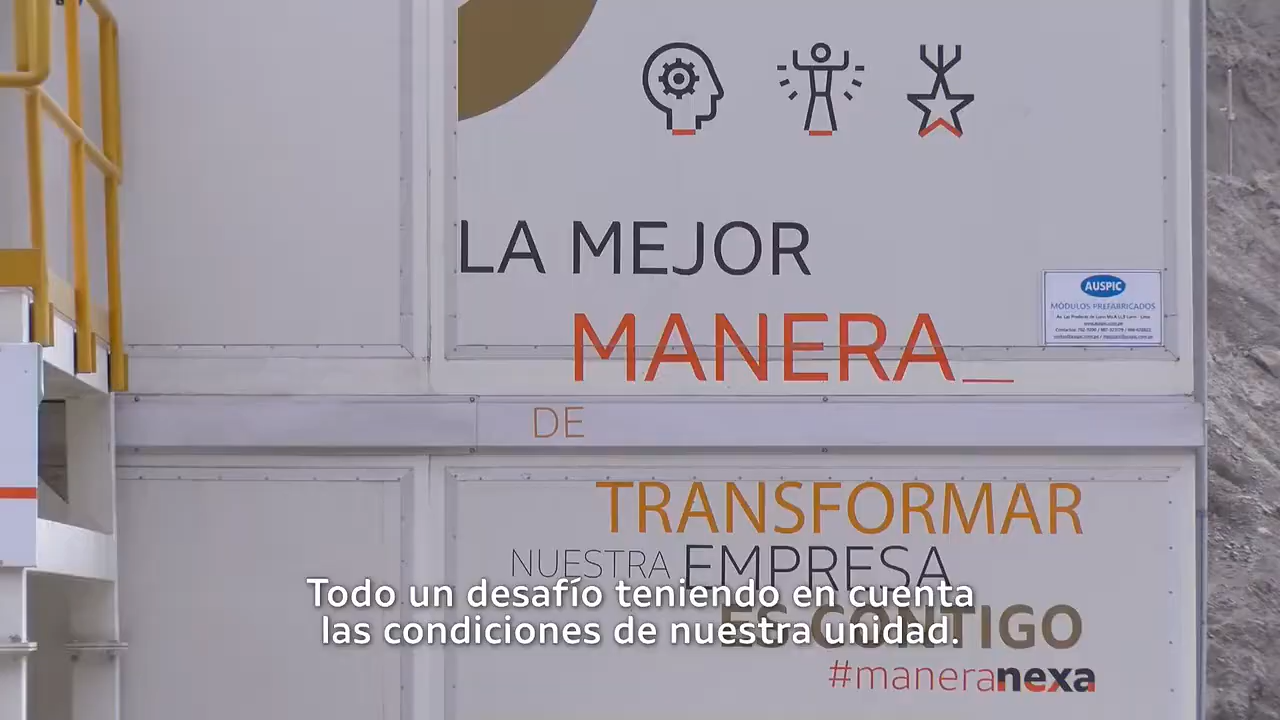 LA MEJOR
AUSPIC
MÓDULOS PREFABRICADOS
MANERA_
DE
TRANSFORMAR
NUESTRA EMPRESA
Todo un desafío teniendo en cuenta
ES CONTIGO
las condiciones de nuestra unidad.
#maneranexa